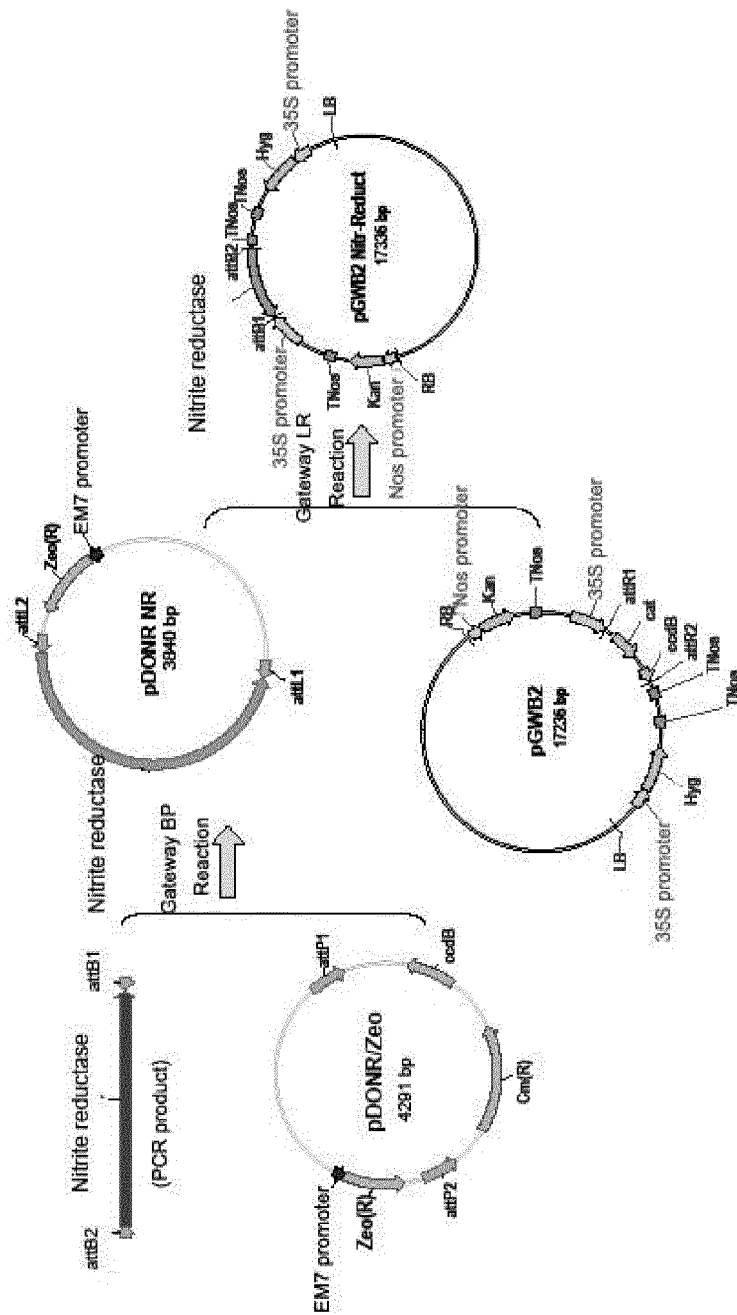 attB2
Nitrite reductase
attB1
(PCR product)
EM7 promoter
attP1
pDONR/Zeo
4291 bp
ccdB
Zeo(R)
attP2
Cm(R)
Gateway BP
Reaction
Nitrite reductase
attL2
Zeo(R)
EM7 promoter
pDONR NR
3840 bp
attL1
RB
Nos promoter
Kan
TNos
pGWB2
17236 bp
35S promoter
attR1
cat
ccdB
attR2
TNos
TNos
Hyg
LB
35S promoter
Gateway LR
Reaction
Nitrite reductase
attB1
attB2
TNos
TNos
Hyg
35S promoter
LB
35S promoter
TNos
pGWB2 Nitr-Reduct
17336 bp
Kan
Nos promoter
RB